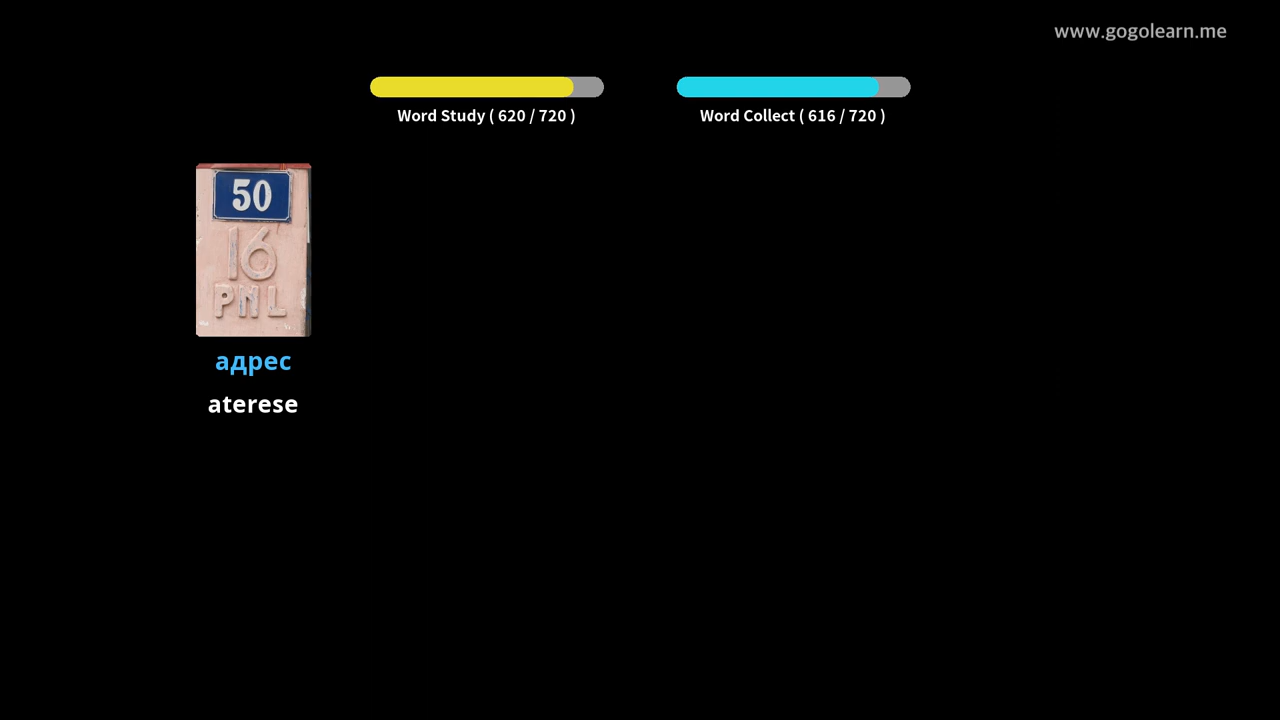 www.gogolearn.me
Word Study ( 620 / 720 )
Word Collect ( 616 / 720 )
50
16
PNL
адрес
aterese